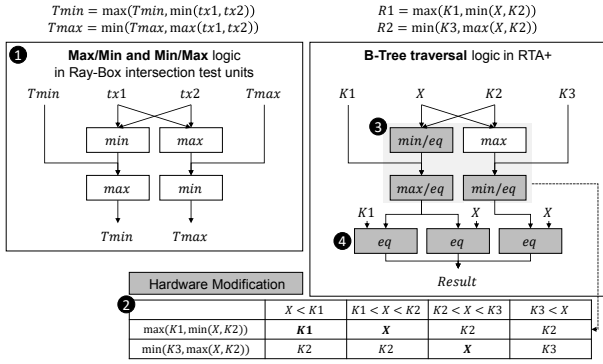 Tmin = max(Tmin, min(tx1, tx2))
Tmax = min(Tmax, max(tx1, tx2))
R1 = max(K1, min(X, K2))
R2 = min(K3, max(X, K2))
1 Max/Min and Min/Max logic
in Ray-Box intersection test units
Tmin tx1 tx2 Tmax
min max
max min
Tmin Tmax
B-Tree traversal logic in RTA+
K1 X K2 K3
3 min/eq max
max/eq min/eq
K1 X X
4 eq eq eq
Result
Hardware Modification
2
X < K1 K1 < X < K2 K2 < X < K3 K3 < X
max(K1, min(X, K2)) K1 X K2 K2
min(K3, max(X, K2)) K2 K2 X K3